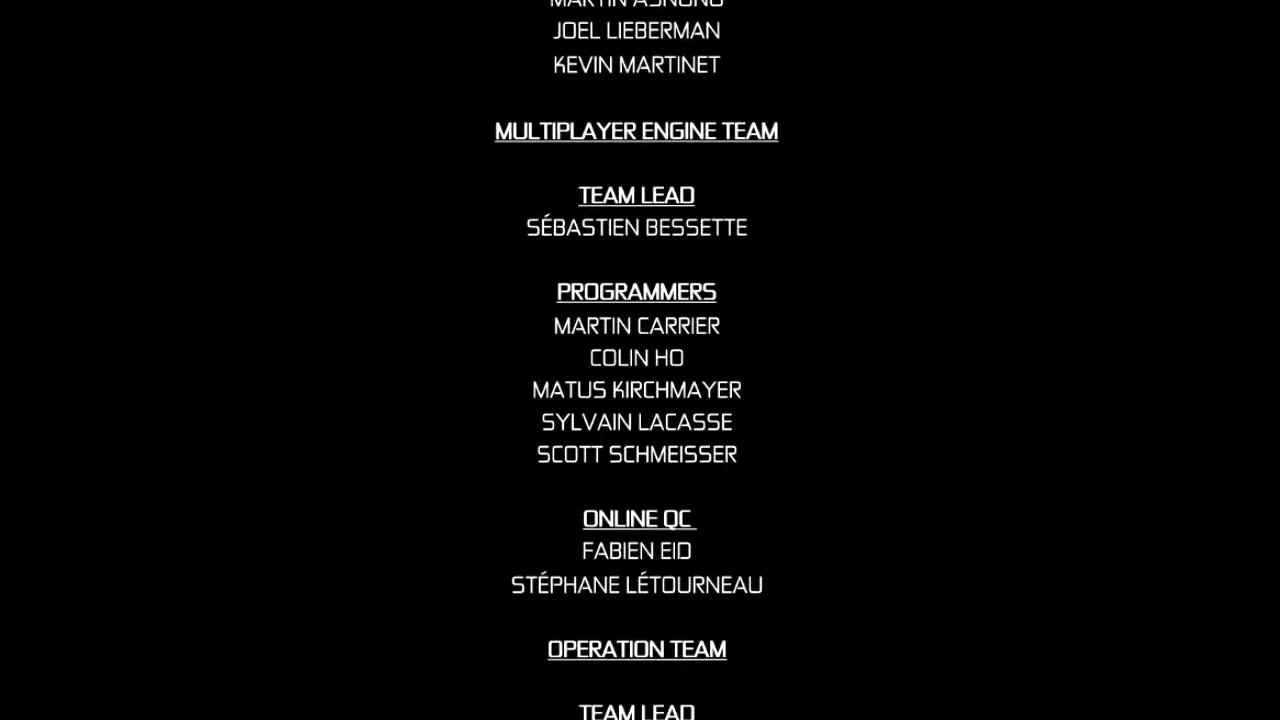 MARTIN
JOEL LIEBERMAN
KEVIN MARTINET
MULTIPLAYER ENGINE TEAM
TEAM LEAD
SÉBASTIEN BESSETTE
PROGRAMMERS
MARTIN CARRIER
COLIN HO
MATUS KIRCHMAYER
SYLVAIN LACASSE
SCOTT SCHMEISSER
ONLINE QC
FABIEN EID
STÉPHANE LÉTOURNEAU
OPERATION TEAM
TEAM LEAD